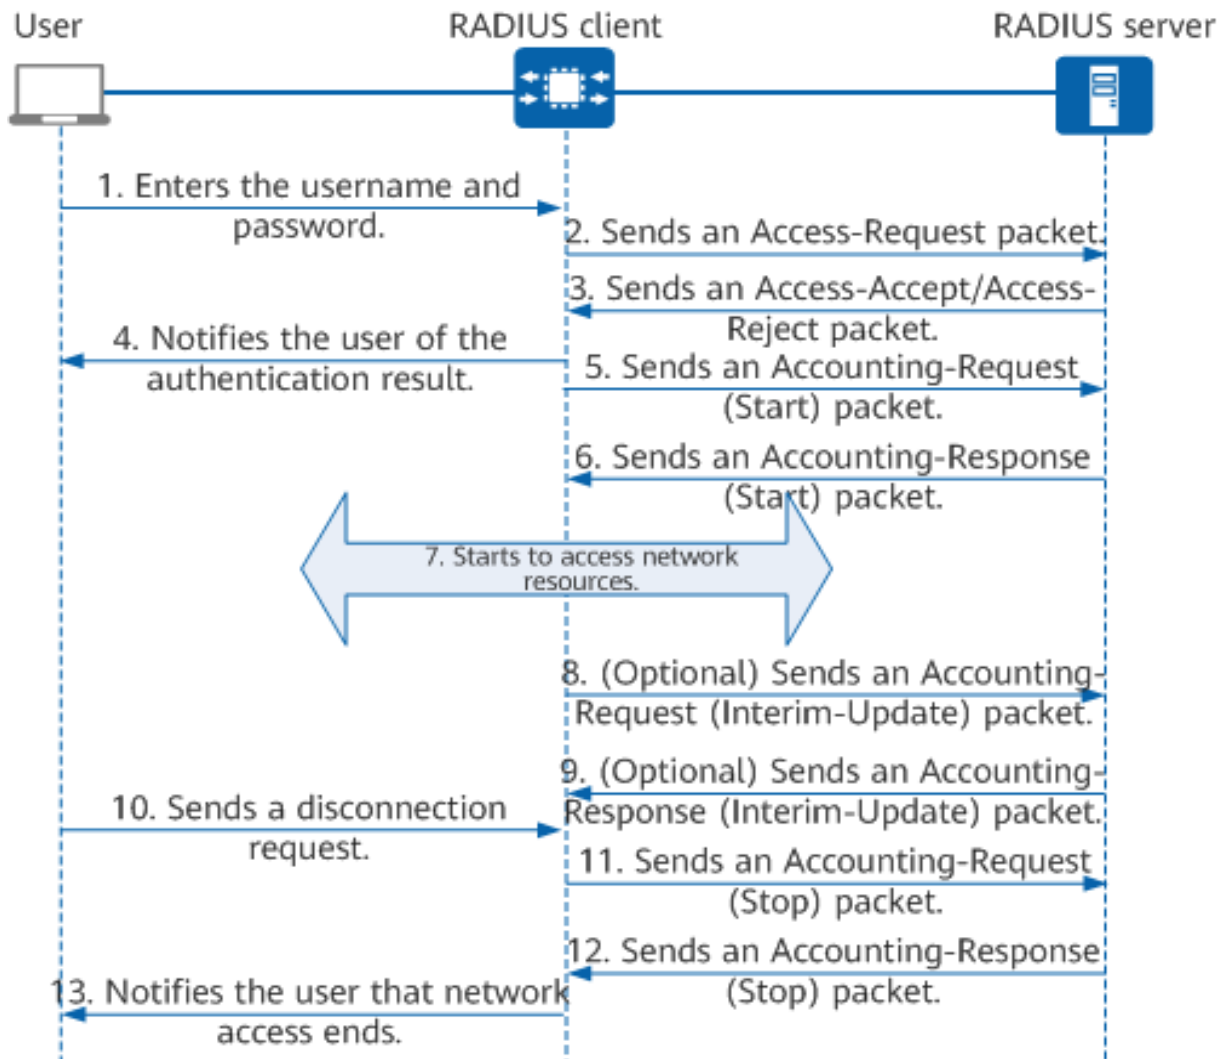 User
RADIUS client
RADIUS server
1. Enters the username and
password.
2. Sends an Access-Request packet.
3. Sends an Access-Accept/Access-
Reject packet.
4. Notifies the user of the
authentication result.
5. Sends an Accounting-Request
(Start) packet.
6. Sends an Accounting-Response
(Start) packet.
7. Starts to access network
resources.
8. (Optional) Sends an Accounting-
Request (Interim-Update) packet.
9. (Optional) Sends an Accounting-
Response (Interim-Update) packet.
10. Sends a disconnection
request.
11. Sends an Accounting-Request
(Stop) packet.
12. Sends an Accounting-Response
(Stop) packet.
13. Notifies the user that network
access ends.